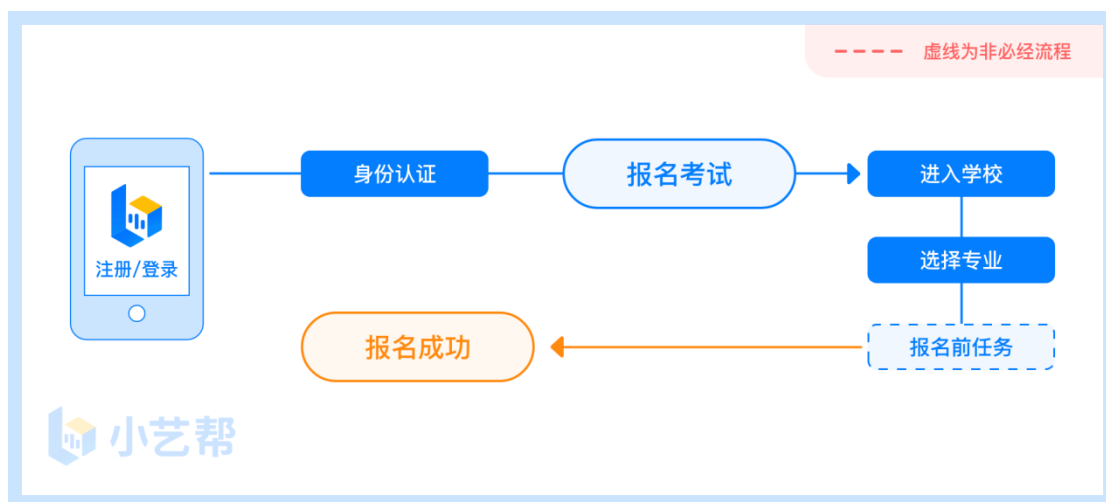 虚线为非必经流程
身份认证
报名考试
进入学校
注册/登录
选择专业
报名成功
报名前任务
小艺帮